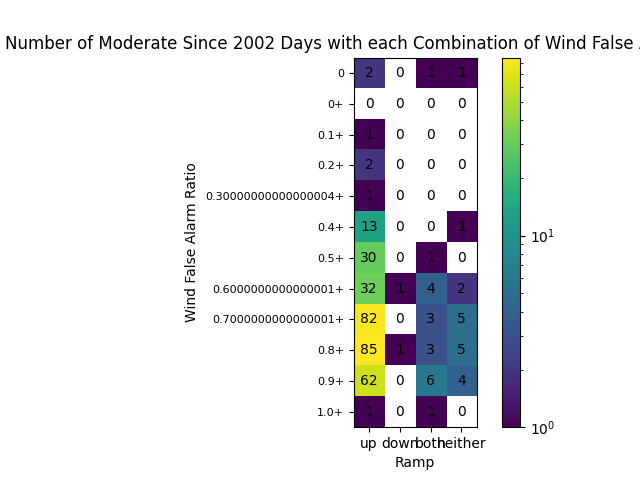 Number of Moderate Since 2002 Days with each Combination of Wind False
0 2 0 1 1
0+ 0 0 0 0
0.1+ 1 0 0 0
0.2+ 2 0 0 0
0.30000000000000004+ 1 0 0 0
0.4+ 13 0 0 1
0.5+ 30 0 1 0
0.6000000000000001+ 32 1 4 2
0.7000000000000001+ 82 0 3 5
0.8+ 85 1 3 5
0.9+ 62 0 6 4
1.0+ 1 0 1 0
Wind False Alarm Ratio
up down both neither
Ramp
10^1
10^0